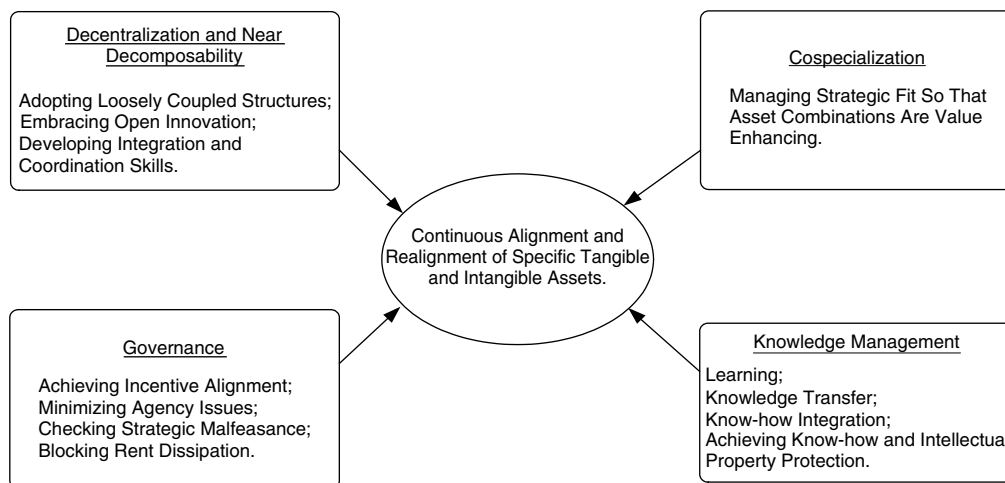 Decentralization and Near
Decomposability
Adopting Loosely Coupled Structures;
Embracing Open Innovation;
Developing Integration and
Coordination Skills.
Cospecialization
Managing Strategic Fit So That
Asset Combinations Are Value
Enhancing.
Continuous Alignment and
Realignment of Specific Tangible
and Intangible Assets.
Governance
Achieving Incentive Alignment;
Minimizing Agency Issues;
Checking Strategic Malfeasance;
Blocking Rent Dissipation.
Knowledge Management
Learning;
Knowledge Transfer;
Know-how Integration;
Achieving Know-how and Intellectua
Property Protection.